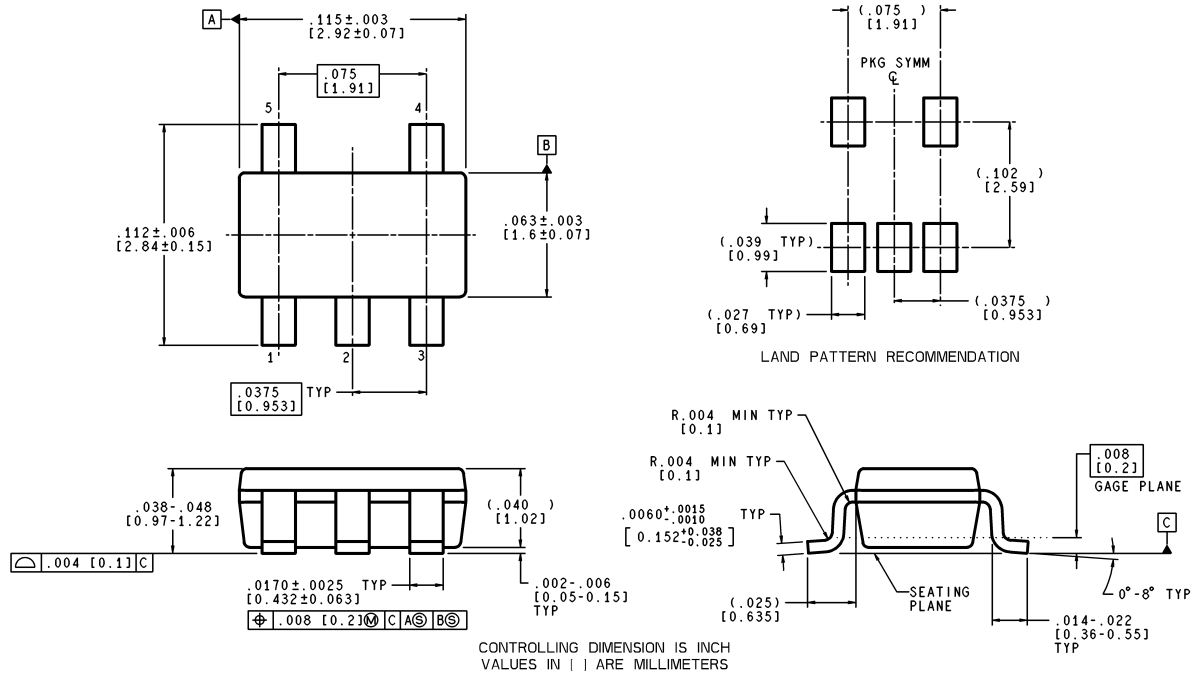 A
.115±.003
[2.92±0.07]
.075
[1.91]
5
4
B
.112±.006
[2.84±0.15]
.063±.003
[1.6±0.07]
1
2
3
.0375 TYP
[0.953]
(.075 )
[1.91]
PKG SYMM
℄
(.102 )
[2.59]
(.039 TYP)
[0.99]
(.027 TYP)
[0.69]
(.0375 )
[0.953]
LAND PATTERN RECOMMENDATION
.038-.048
[0.97-1.22]
(.040 )
[1.02]
⌓ .004 [0.1] C
.0170±.0025 TYP
[0.432±0.063]
⌖ .008 [0.2]Ⓜ C AⓈ BⓈ
.002-.006
[0.05-0.15]
TYP
R.004 MIN TYP
[0.1]
R.004 MIN TYP
[0.1]
.0060+.0015 -.0010 TYP
[0.152+0.038 -0.025]
.008
[0.2]
GAGE PLANE
C
SEATING
PLANE
0°-8° TYP
(.025)
[0.635]
.014-.022
[0.36-0.55]
TYP
CONTROLLING DIMENSION IS INCH
VALUES IN [ ] ARE MILLIMETERS